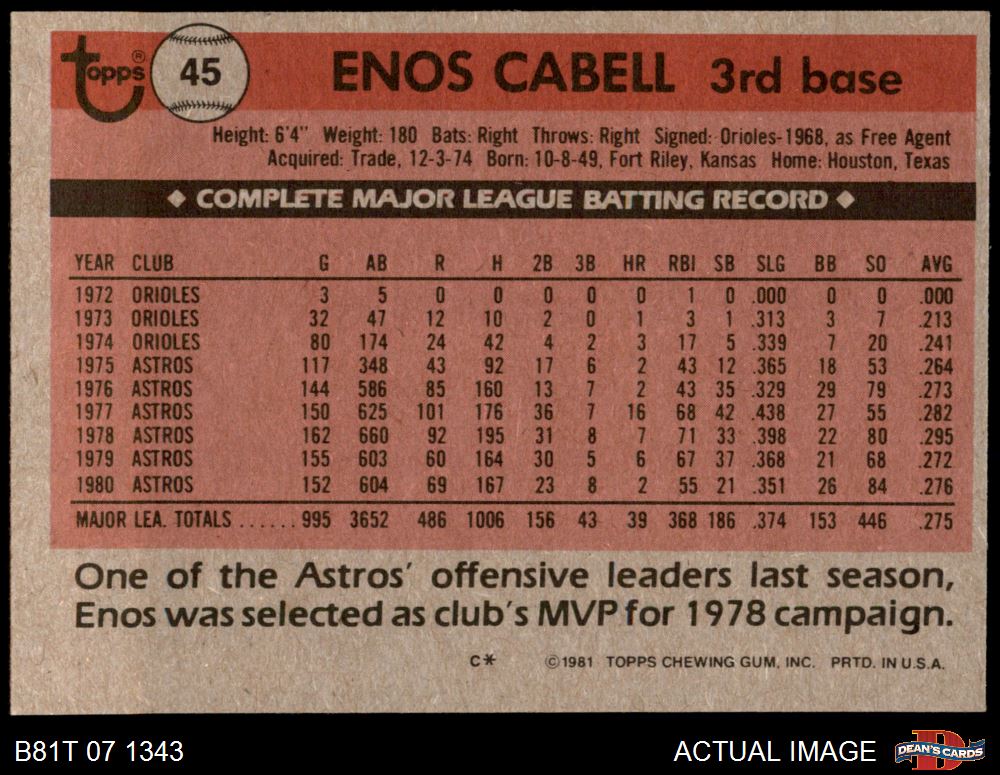 topps® 45 ENOS CABELL 3rd base
Height: 6'4" Weight: 180 Bats: Right Throws: Right Signed: Orioles-1968, as Free Agent
Acquired: Trade, 12-3-74 Born: 10-8-49, Fort Riley, Kansas Home: Houston, Texas
◆ COMPLETE MAJOR LEAGUE BATTING RECORD ◆
YEAR CLUB G AB R H 2B 3B HR RBI SB SLG BB SO AVG
1972 ORIOLES 3 5 0 0 0 0 0 1 0 .000 0 0 .000
1973 ORIOLES 32 47 12 10 2 0 1 3 1 .313 3 7 .213
1974 ORIOLES 80 174 24 42 4 2 3 17 5 .339 7 20 .241
1975 ASTROS 117 348 43 92 17 6 2 43 12 .365 18 53 .264
1976 ASTROS 144 586 85 160 13 7 2 43 35 .329 29 79 .273
1977 ASTROS 150 625 101 176 36 7 16 68 42 .438 27 55 .282
1978 ASTROS 162 660 92 195 31 8 7 71 33 .398 22 80 .295
1979 ASTROS 155 603 60 164 30 5 6 67 37 .368 21 68 .272
1980 ASTROS 152 604 69 167 23 8 2 55 21 .351 26 84 .276
MAJOR LEA. TOTALS ...... 995 3652 486 1006 156 43 39 368 186 .374 153 446 .275
One of the Astros' offensive leaders last season,
Enos was selected as club's MVP for 1978 campaign.
C* ©1981 TOPPS CHEWING GUM, INC. PRTD. IN U.S.A.
B81T 07 1343 ACTUAL IMAGE DEAN'S CARDS